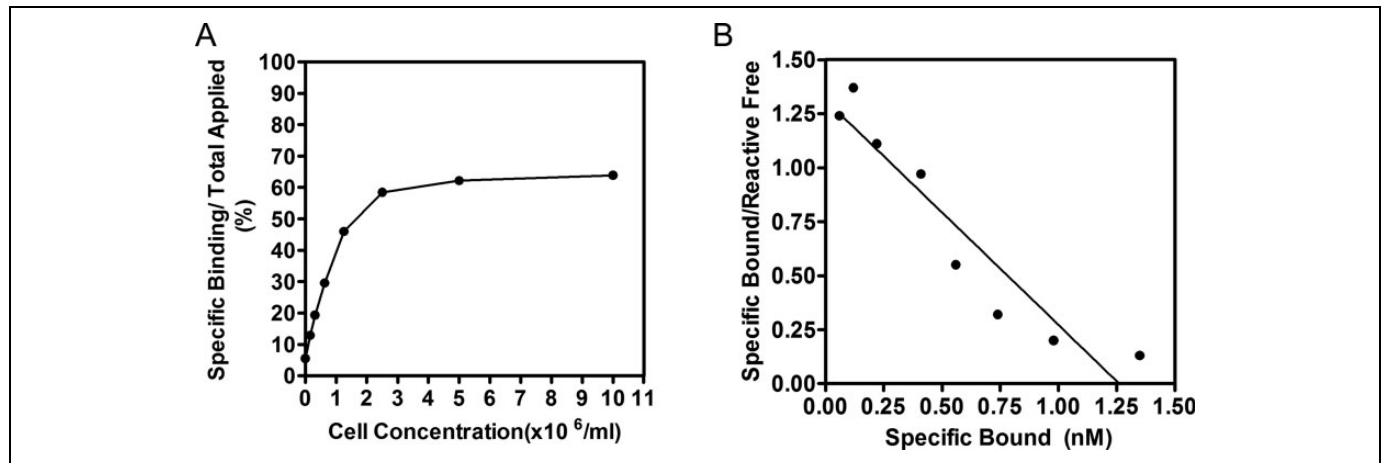 A
Specific Binding/ Total Applied
(%)
100
90
80
70
60
50
40
30
20
10
0
0 1 2 3 4 5 6 7 8 9 10 11
Cell Concentration(x10 6/ml)
B
Specific Bound/Reactive Free
1.50
1.25
1.00
0.75
0.50
0.25
0.00
0.00 0.25 0.50 0.75 1.00 1.25 1.50
Specific Bound (nM)